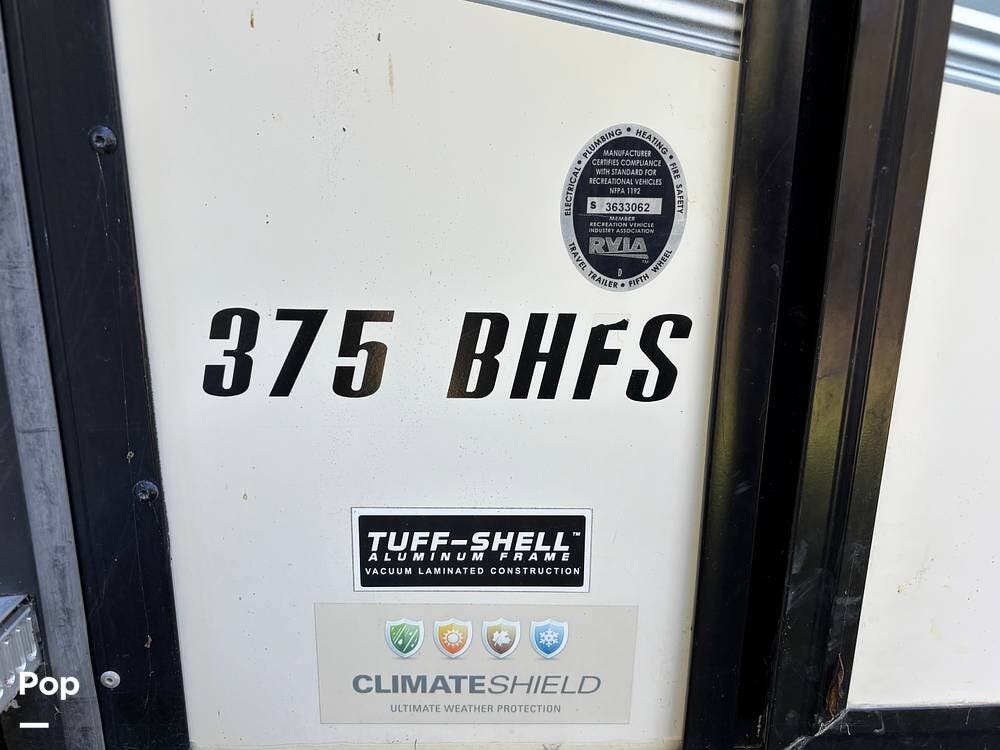 ELECTRICAL • PLUMBING • HEATING • FIRE SAFETY
MANUFACTURER
CERTIFIES COMPLIANCE
WITH STANDARD FOR
RECREATIONAL VEHICLES
NFPA 1192
S 3633062
MEMBER
RECREATION VEHICLE
INDUSTRY ASSOCIATION
RVIA
TM
D
TRAVEL TRAILER • FIFTH WHEEL
375 BHFS
TUFF-SHELL™
ALUMINUM FRAME
VACUUM LAMINATED CONSTRUCTION
CLIMATESHIELD
ULTIMATE WEATHER PROTECTION
Pop